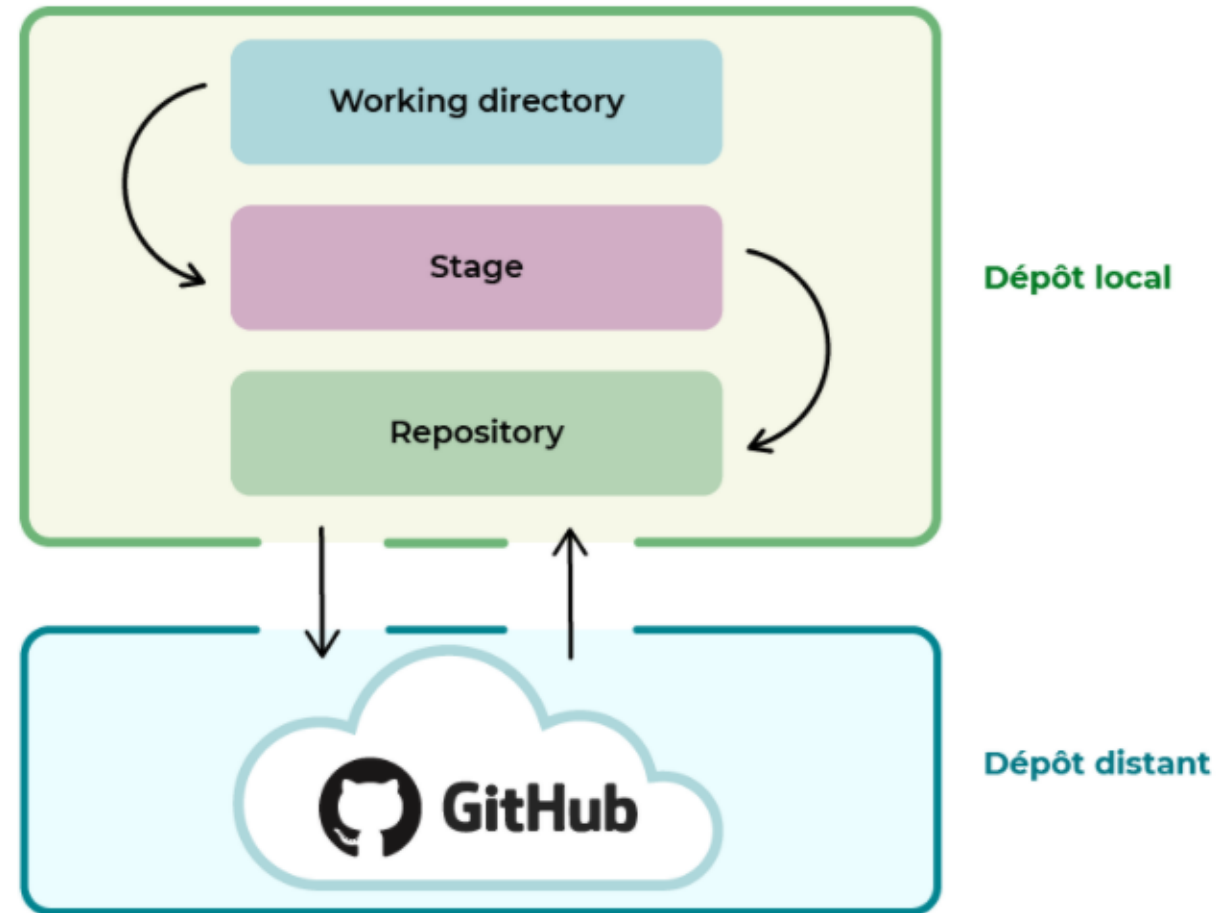 Working directory
Stage
Dépôt local
Repository
Dépôt distant
GitHub